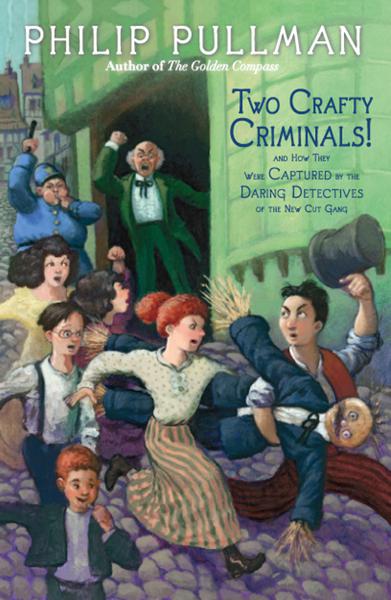 PHILIP PULLMAN
Author of The Golden Compass
TWO CRAFTY
CRIMINALS!
AND HOW THEY
WERE CAPTURED BY THE
DARING DETECTIVES
OF THE NEW CUT GANG